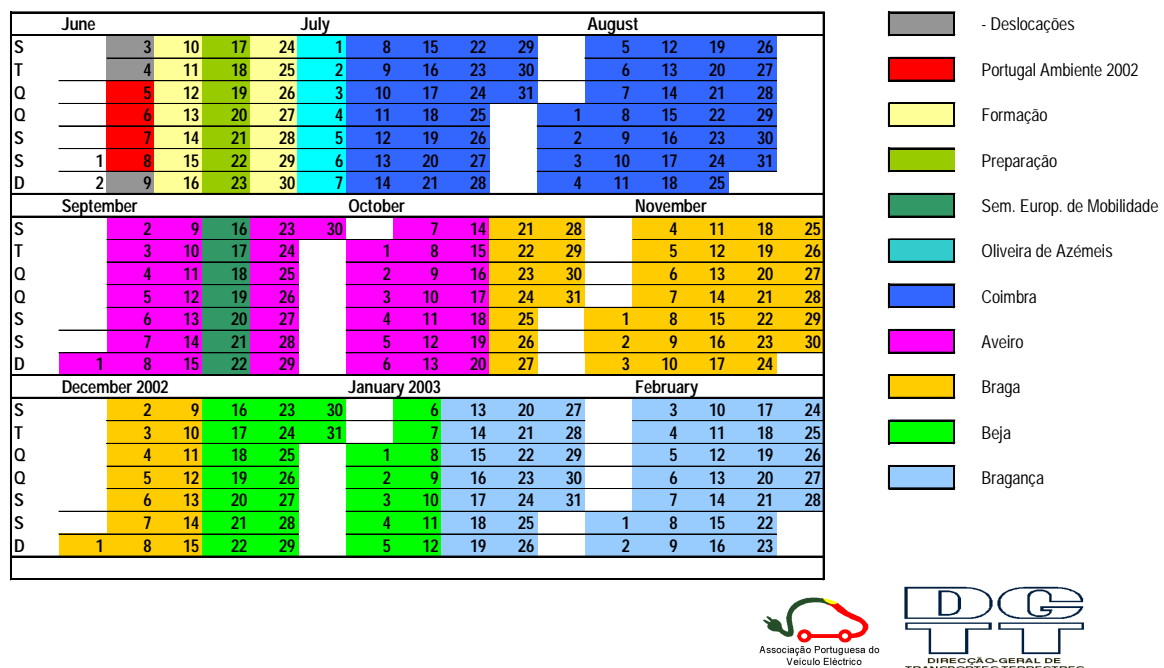 June July August
S 3 10 17 24 1 8 15 22 29 5 12 19 26 - Deslocações
T 4 11 18 25 2 9 16 23 30 6 13 20 27
Q 5 12 19 26 3 10 17 24 31 7 14 21 28 Portugal Ambiente 2002
Q 6 13 20 27 4 11 18 25 1 8 15 22 29 Formação
S 7 14 21 28 5 12 19 26 2 9 16 23 30
S 1 8 15 22 29 6 13 20 27 3 10 17 24 31 Preparação
D 2 9 16 23 30 7 14 21 28 4 11 18 25
September October November Sem. Europ. de Mobilidade
S 2 9 16 23 30 7 14 21 28 4 11 18 25
T 3 10 17 24 1 8 15 22 29 5 12 19 26 Oliveira de Azémeis
Q 4 11 18 25 2 9 16 23 30 6 13 20 27
Q 5 12 19 26 3 10 17 24 31 7 14 21 28 Coimbra
S 6 13 20 27 4 11 18 25 1 8 15 22 29
S 7 14 21 28 5 12 19 26 2 9 16 23 30 Aveiro
D 1 8 15 22 29 6 13 20 27 3 10 17 24
December 2002 January 2003 February Braga
S 2 9 16 23 30 6 13 20 27 3 10 17 24
T 3 10 17 24 31 7 14 21 28 4 11 18 25 Beja
Q 4 11 18 25 1 8 15 22 29 5 12 19 26
Q 5 12 19 26 2 9 16 23 30 6 13 20 27 Bragança
S 6 13 20 27 3 10 17 24 31 7 14 21 28
S 7 14 21 28 4 11 18 25 1 8 15 22
D 1 8 15 22 29 5 12 19 26 2 9 16 23
Associação Portuguesa do
Veículo Eléctrico
DGTT
DIRECÇÃO-GERAL DE
TRANSPORTES TERRESTRES